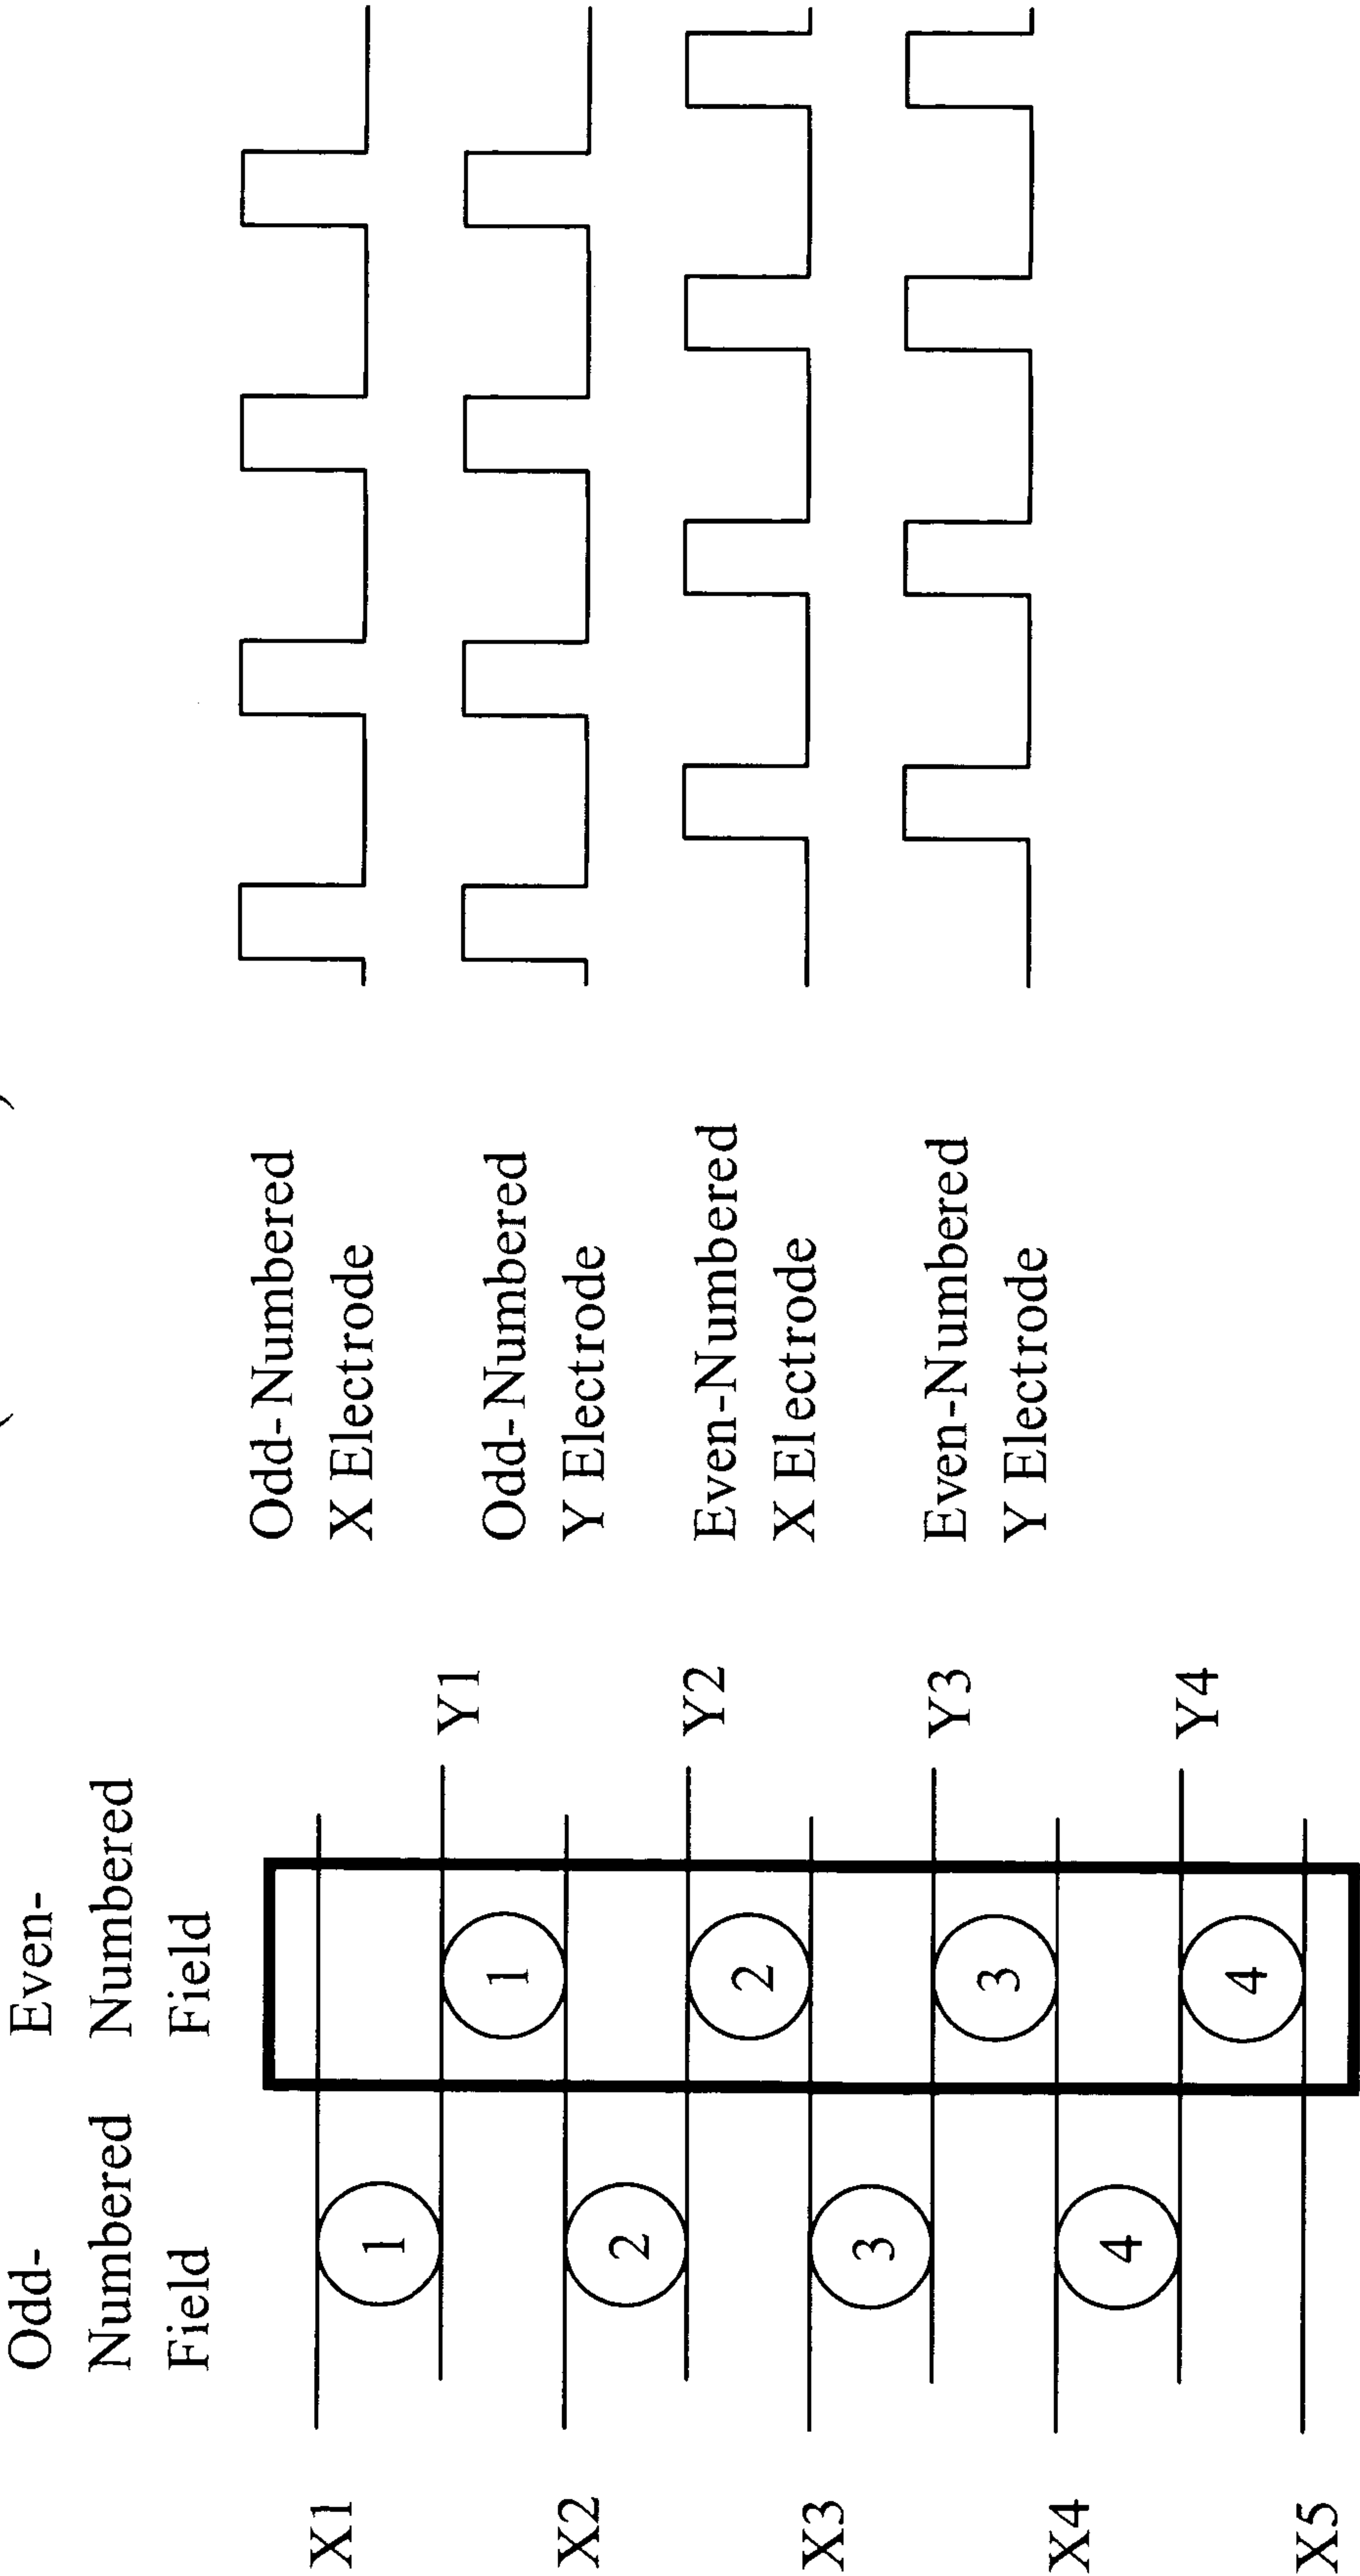 Odd-
Numbered
Field
Even-
Numbered
Field
X1
X2
X3
X4
X5
1
2
3
4
1
2
3
4
Y1
Y2
Y3
Y4
Odd-Numbered
X Electrode
Odd-Numbered
Y Electrode
Even-Numbered
X Electrode
Even-Numbered
Y Electrode